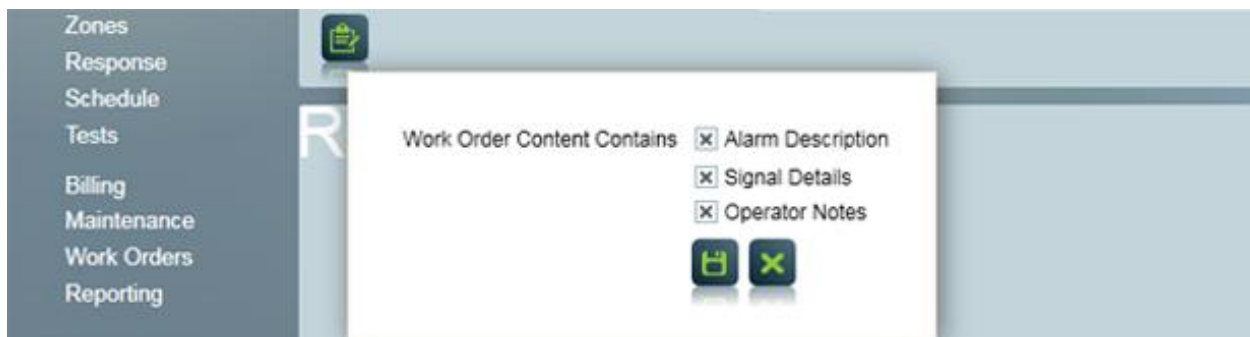 Zones
Response
Schedule
Tests
Billing
Maintenance
Work Orders
Reporting
R
Work Order Content Contains
Alarm Description
Signal Details
Operator Notes